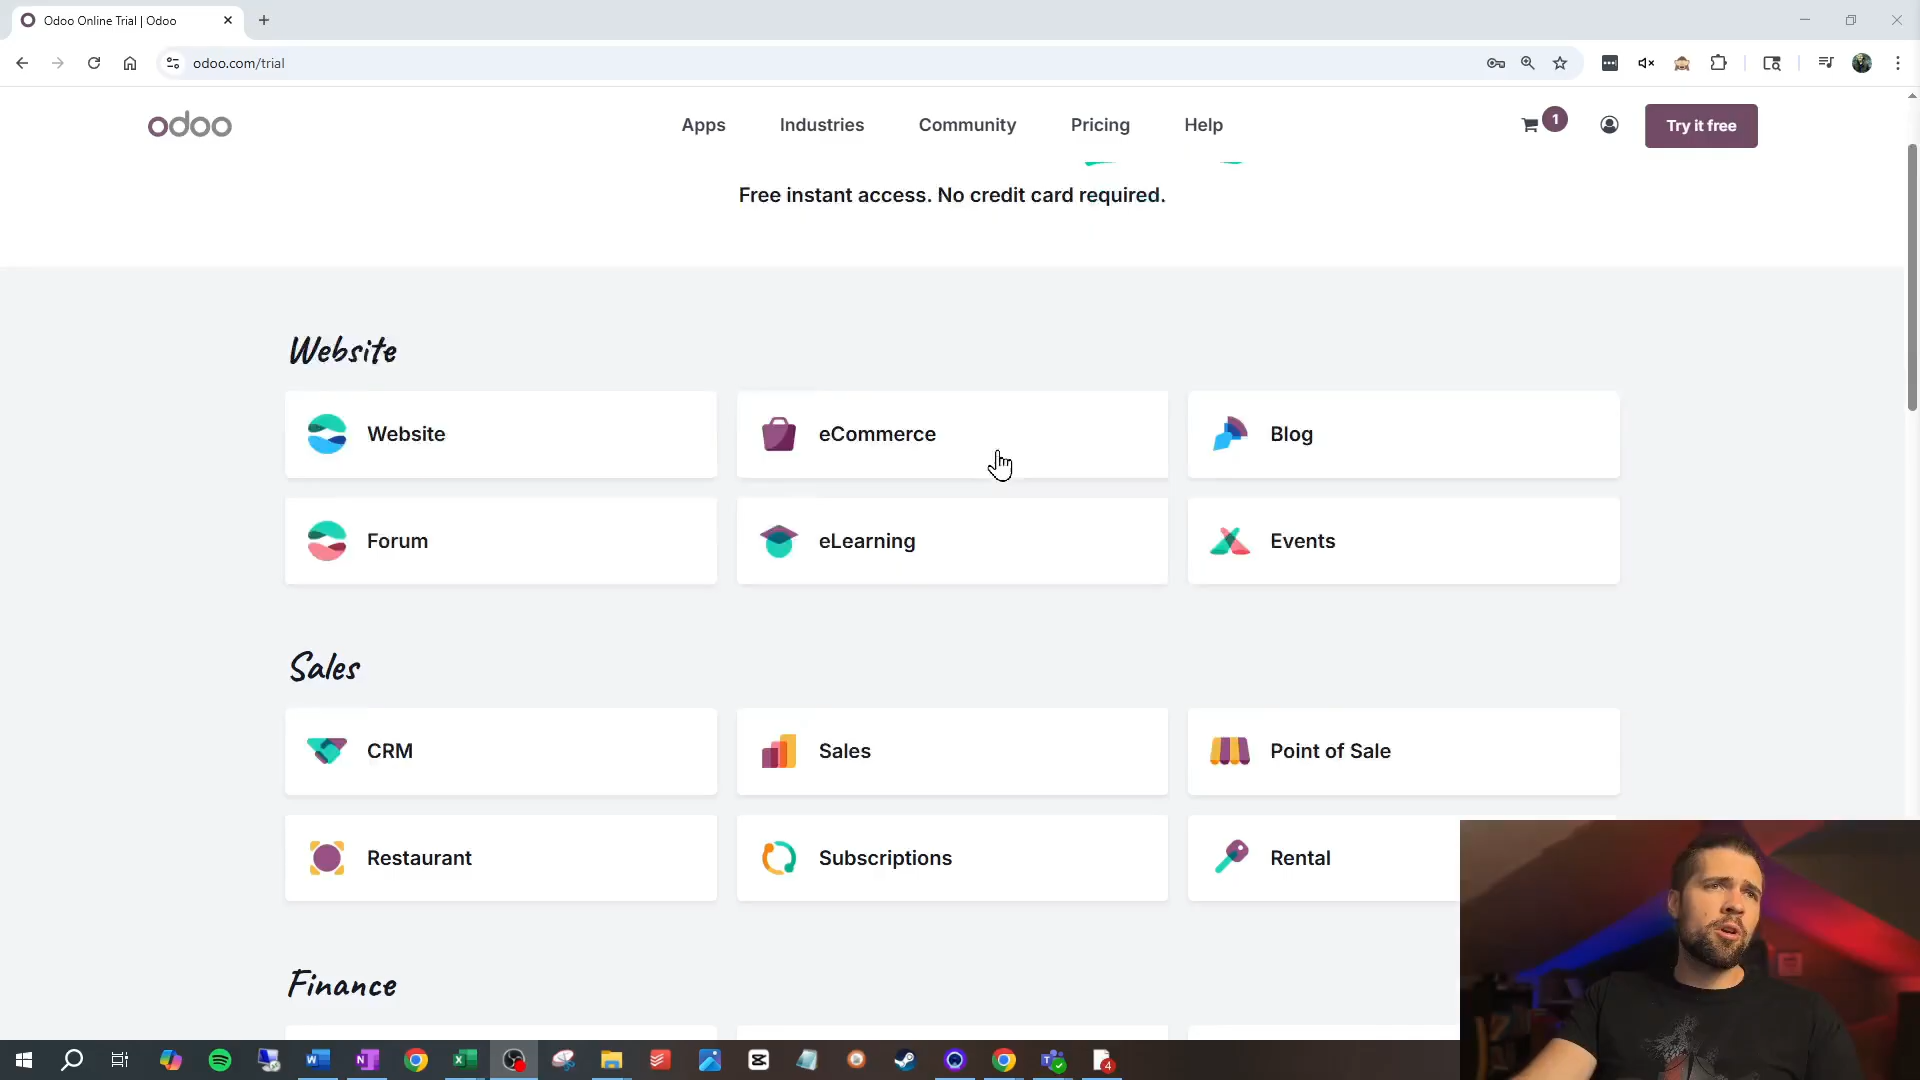 Odoo Online Trial | Odoo
odoo.com/trial
odoo
Apps
Industries
Community
Pricing
Help
1
Try it free
Free instant access. No credit card required.
Website
Website
eCommerce
Blog
Forum
eLearning
Events
Sales
CRM
Sales
Point of Sale
Restaurant
Subscriptions
Rental
Finance
4